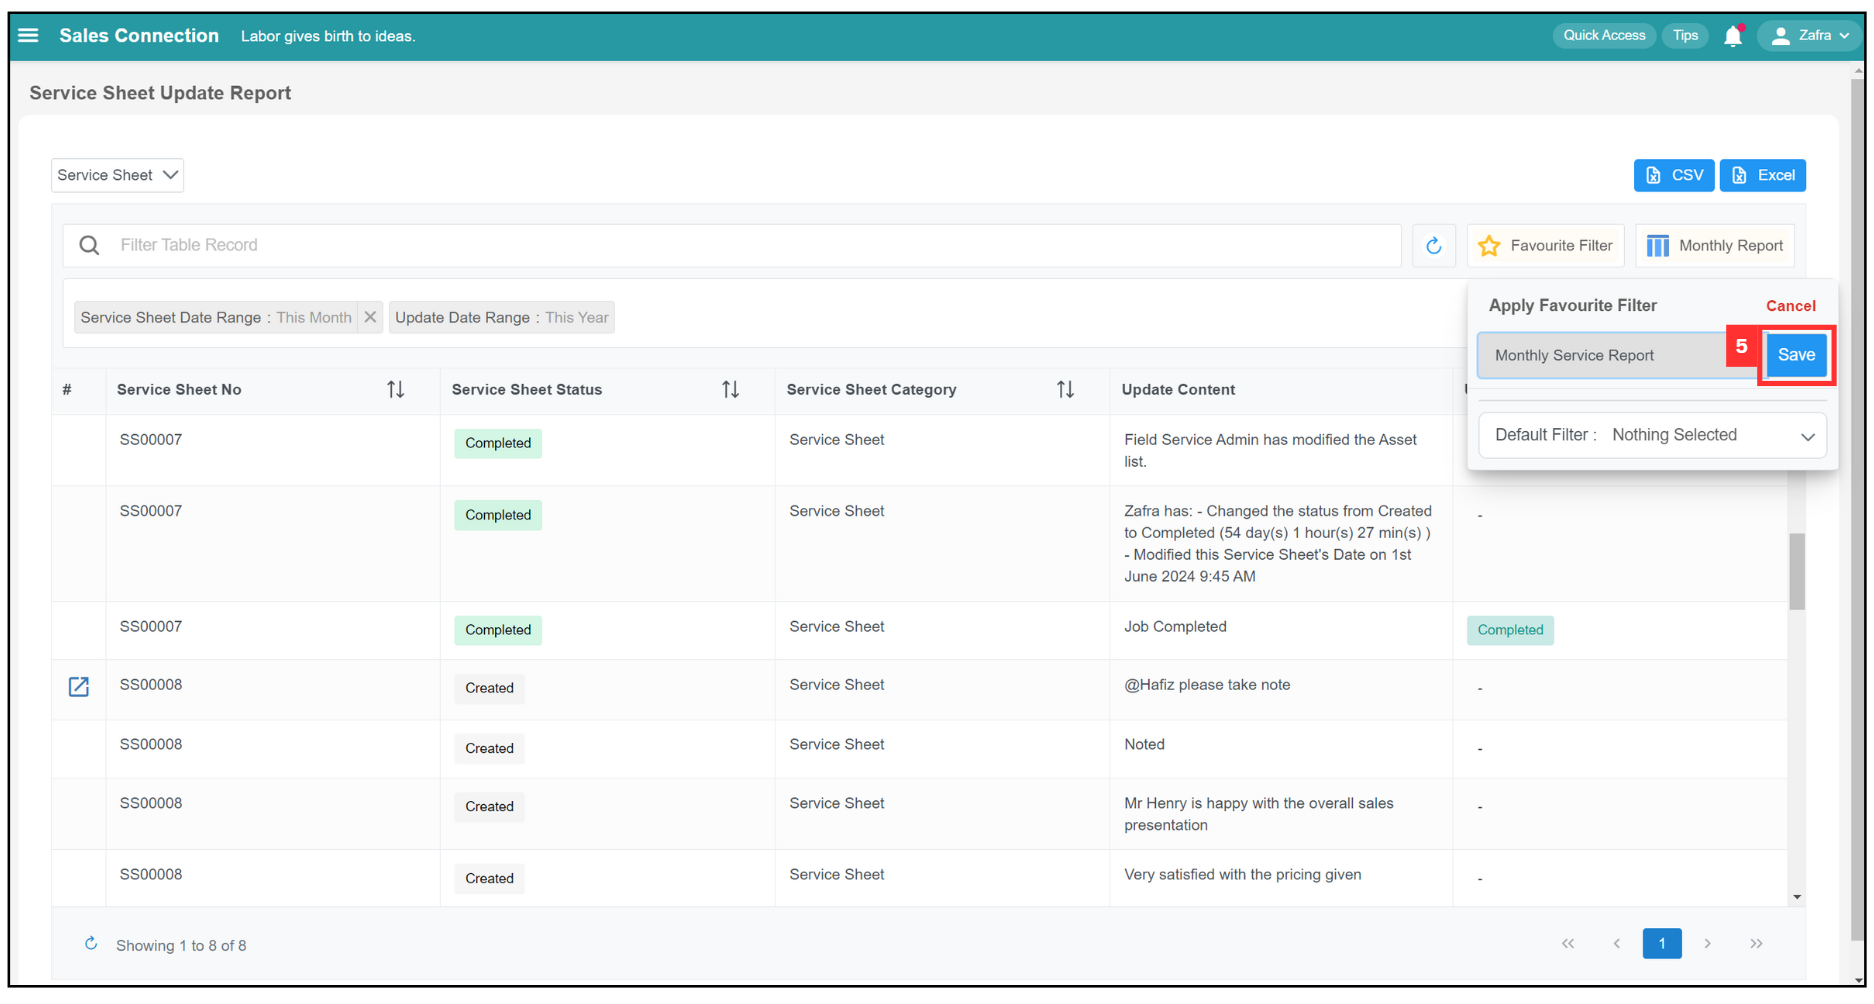 Sales Connection Labor gives birth to ideas. Quick Access Tips Zafra
Service Sheet Update Report
Service Sheet CSV Excel
Filter Table Record Favourite Filter Monthly Report
Service Sheet Date Range : This Month Update Date Range : This Year
Apply Favourite Filter Cancel
Monthly Service Report 5 Save
Default Filter : Nothing Selected
# Service Sheet No Service Sheet Status Service Sheet Category Update Content
SS00007 Completed Service Sheet Field Service Admin has modified the Asset
list.
SS00007 Completed Service Sheet Zafra has: - Changed the status from Created -
to Completed (54 day(s) 1 hour(s) 27 min(s) )
- Modified this Service Sheet's Date on 1st
June 2024 9:45 AM
SS00007 Completed Service Sheet Job Completed Completed
SS00008 Created Service Sheet @Hafiz please take note -
SS00008 Created Service Sheet Noted -
SS00008 Created Service Sheet Mr Henry is happy with the overall sales -
presentation
SS00008 Created Service Sheet Very satisfied with the pricing given -
Showing 1 to 8 of 8 « ‹ 1 › »